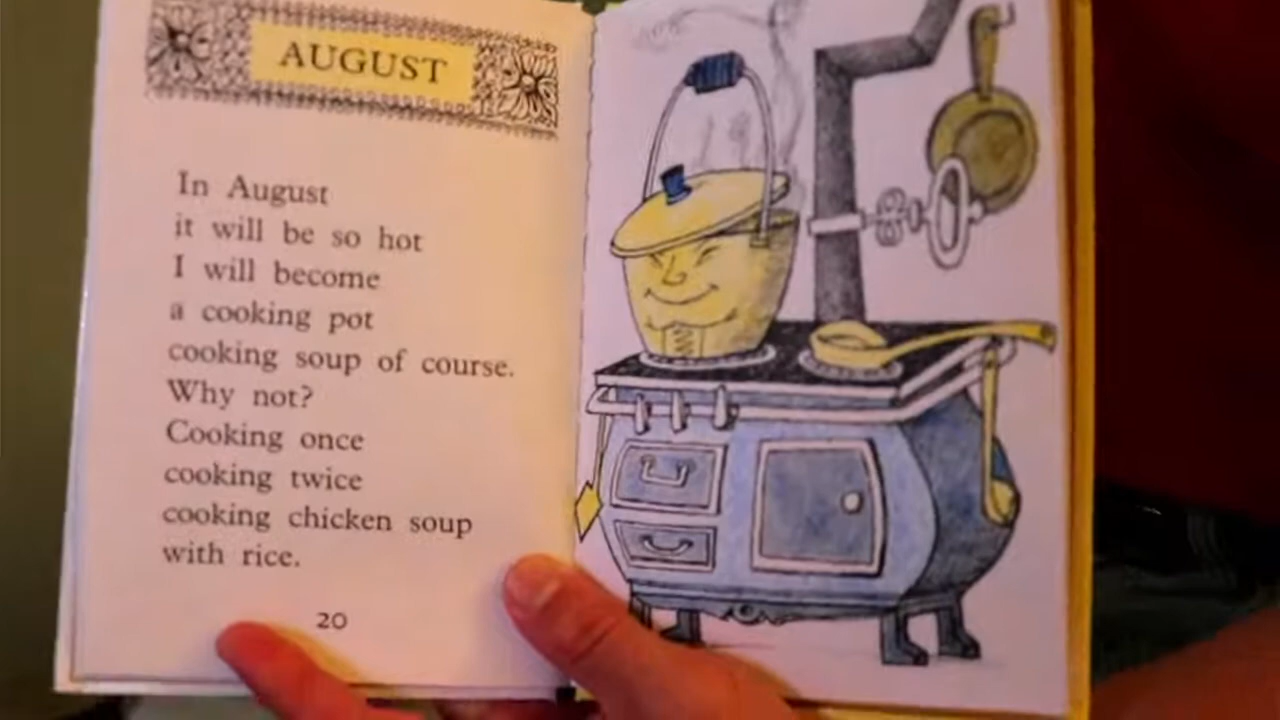 AUGUST
In August
it will be so hot
I will become
a cooking pot
cooking soup of course.
Why not?
Cooking once
cooking twice
cooking chicken soup
with rice.
20